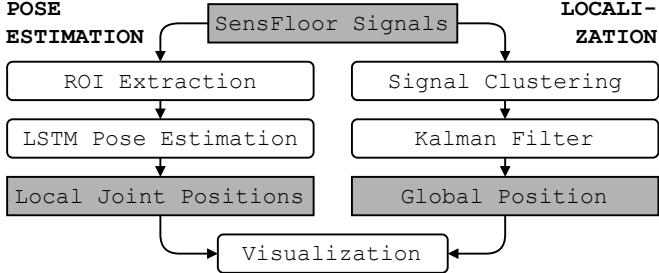 POSE
ESTIMATION
SensFloor Signals
LOCALI-
ZATION
ROI Extraction
Signal Clustering
LSTM Pose Estimation
Kalman Filter
Local Joint Positions
Global Position
Visualization